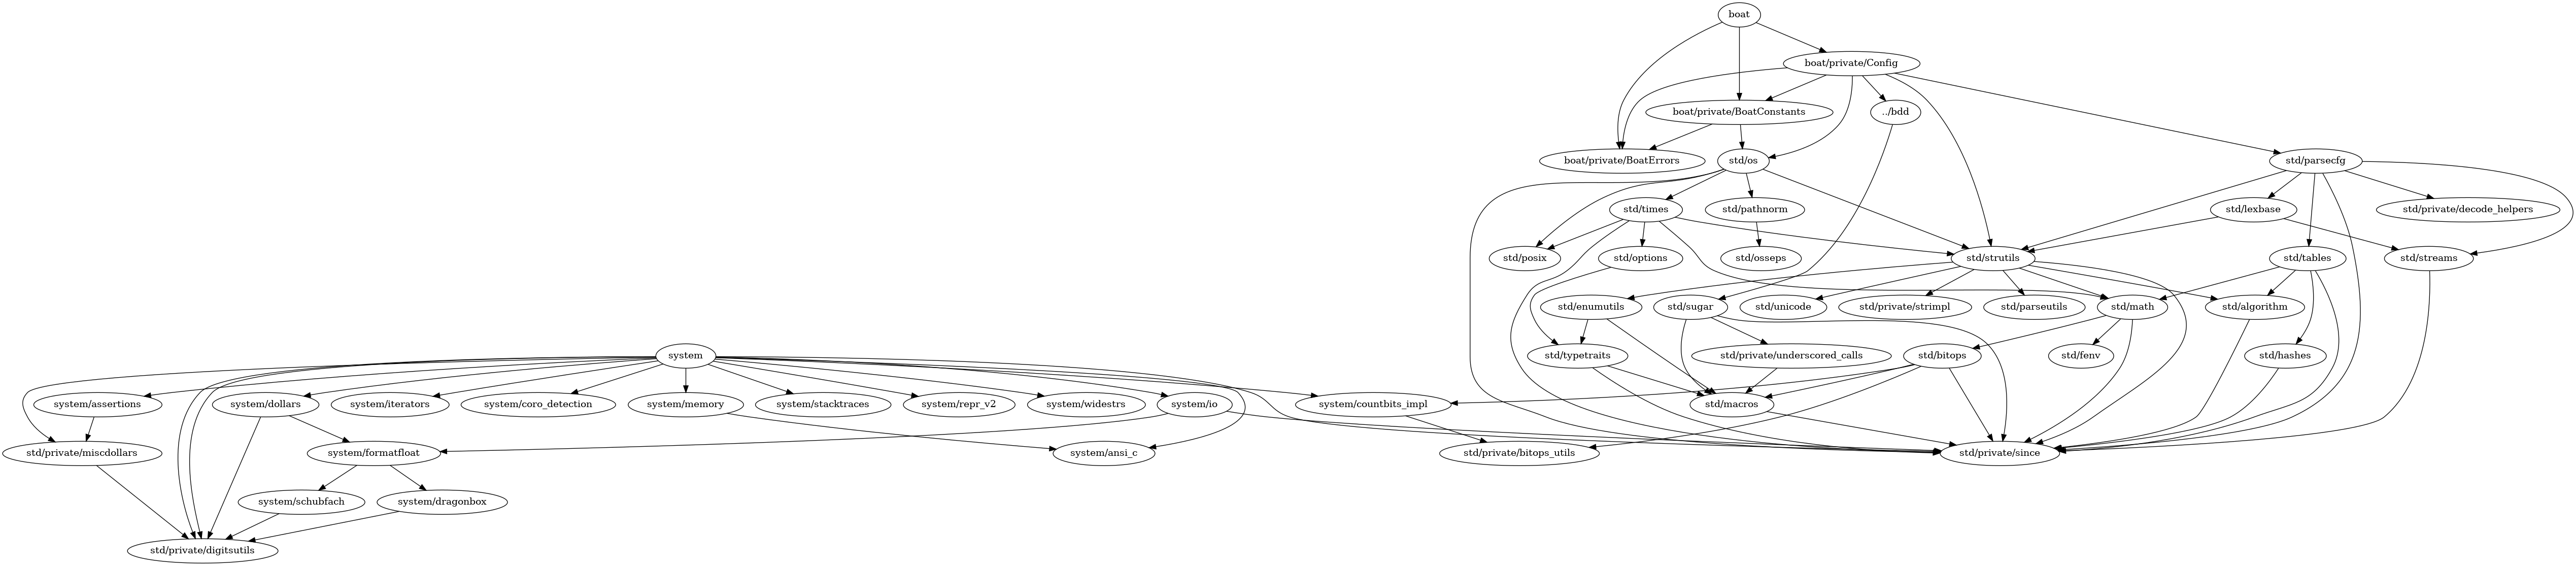 boat
boat/private/Config
boat/private/BoatConstants
../bdd
boat/private/BoatErrors
std/os
std/parsecfg
std/times
std/pathnorm
std/lexbase
std/private/decode_helpers
std/posix
std/options
std/osseps
std/strutils
std/tables
std/streams
std/enumutils
std/sugar
std/unicode
std/private/strimpl
std/parseutils
std/math
std/algorithm
system
std/typetraits
std/private/underscored_calls
std/bitops
std/fenv
std/hashes
system/assertions
system/dollars
system/iterators
system/coro_detection
system/memory
system/stacktraces
system/repr_v2
system/widestrs
system/io
system/countbits_impl
std/macros
std/private/miscdollars
system/formatfloat
system/ansi_c
std/private/bitops_utils
std/private/since
system/schubfach
system/dragonbox
std/private/digitsutils